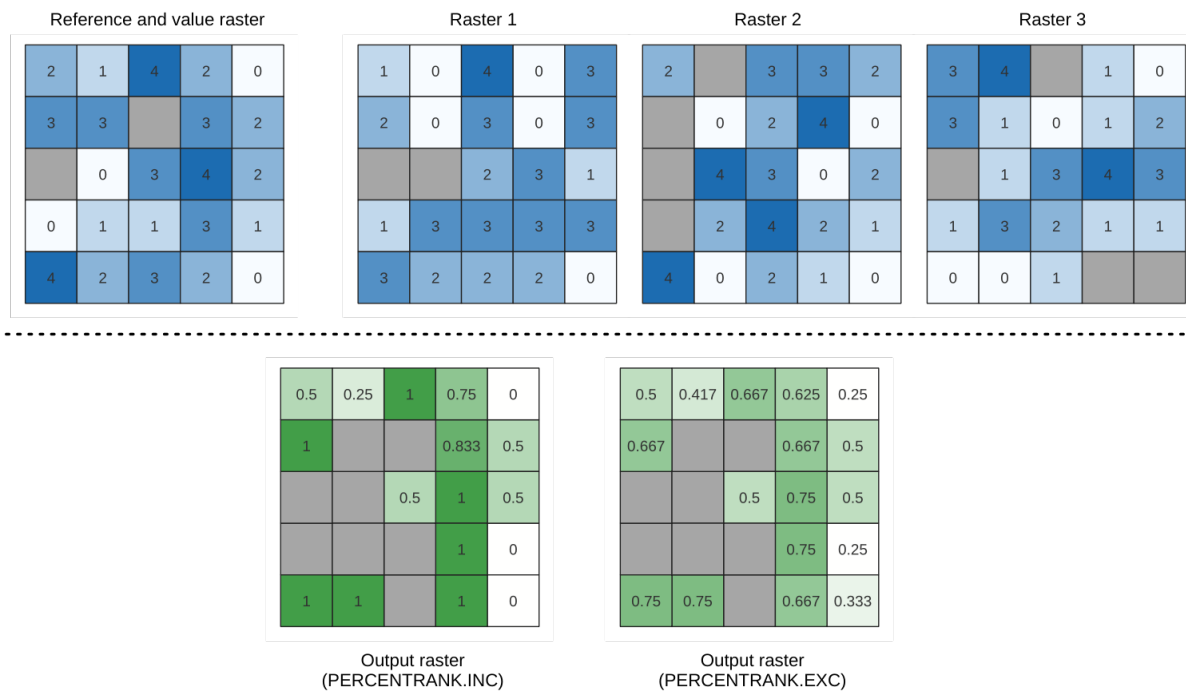 Reference and value raster
Raster 1
Raster 2
Raster 3
2 1 4 2 0
1 0 4 0 3
2 3 3 2
3 4 1 0
3 3 3 2
2 0 3 0 3
0 2 4 0
3 1 0 1 2
0 3 4 2
2 3 1
4 3 0 2
1 3 4 3
0 1 1 3 1
1 3 3 3 3
2 4 2 1
1 3 2 1 1
4 2 3 2 0
3 2 2 2 0
4 0 2 1 0
0 0 1
0.5 0.25 1 0.75 0
0.5 0.417 0.667 0.625 0.25
1 0.833 0.5
0.667 0.667 0.5
0.5 1 0.5
0.5 0.75 0.5
1 0
0.75 0.25
1 1 1 0
0.75 0.75 0.667 0.333
Output raster
(PERCENTRANK.INC)
Output raster
(PERCENTRANK.EXC)